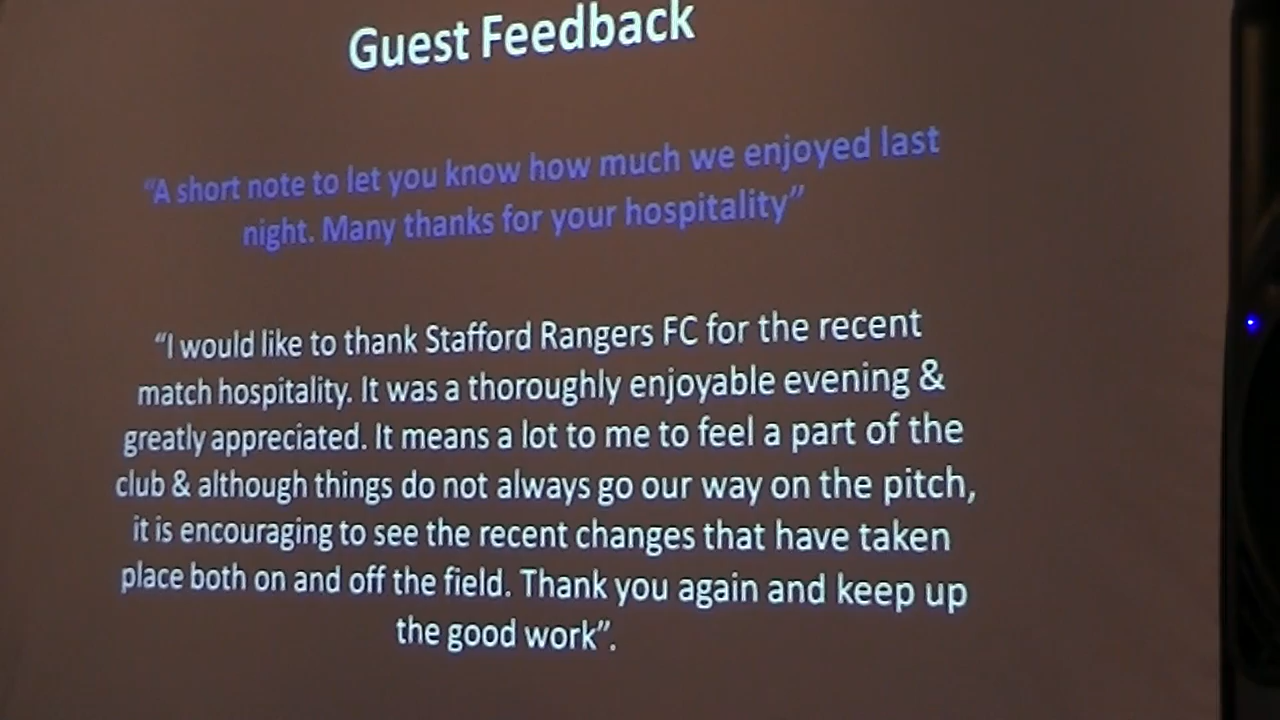 Guest Feedback
“A short note to let you know how much we enjoyed last
night. Many thanks for your hospitality”
“I would like to thank Stafford Rangers FC for the recent
match hospitality. It was a thoroughly enjoyable evening &
greatly appreciated. It means a lot to me to feel a part of the
club & although things do not always go our way on the pitch,
it is encouraging to see the recent changes that have taken
place both on and off the field. Thank you again and keep up
the good work”.